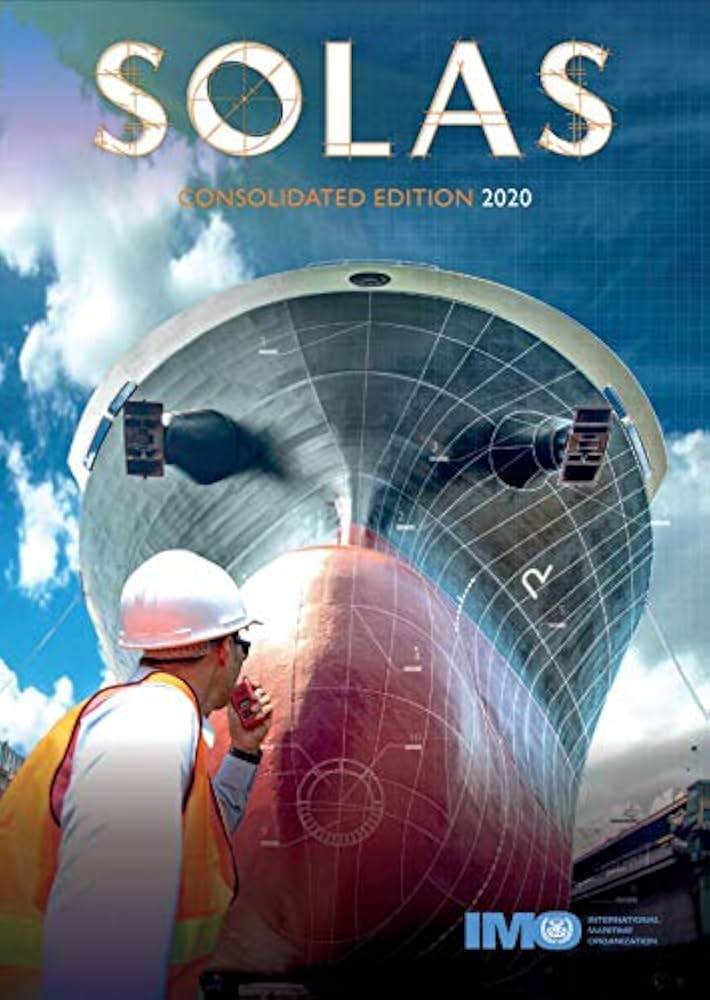 SOLAS
CONSOLIDATED EDITION 2020
IMO
INTERNATIONAL
MARITIME
ORGANIZATION